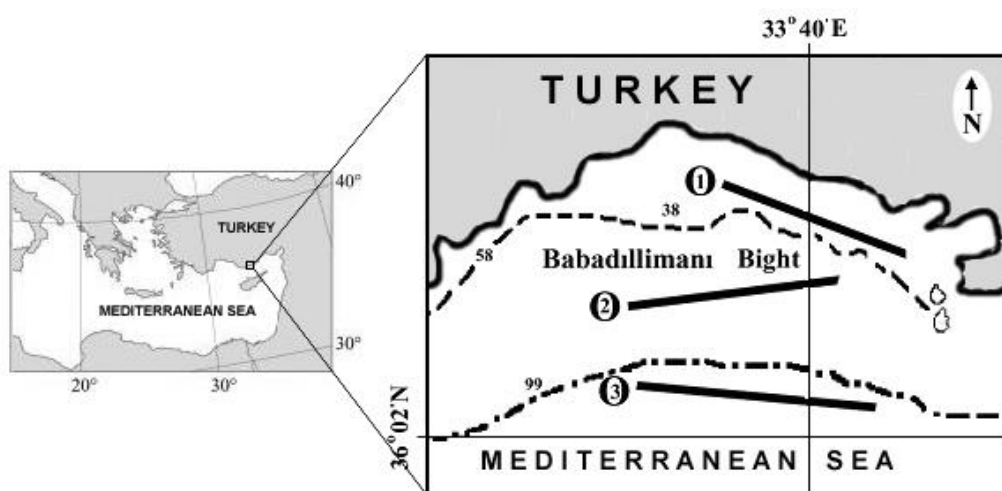 40°
TURKEY
MEDITERRANEAN SEA
30°
20°
30°
33°40'E
TURKEY
N
1
38
58
Babadıllimanı Bight
2
99
3
36°02'N
MEDITERRANEAN SEA